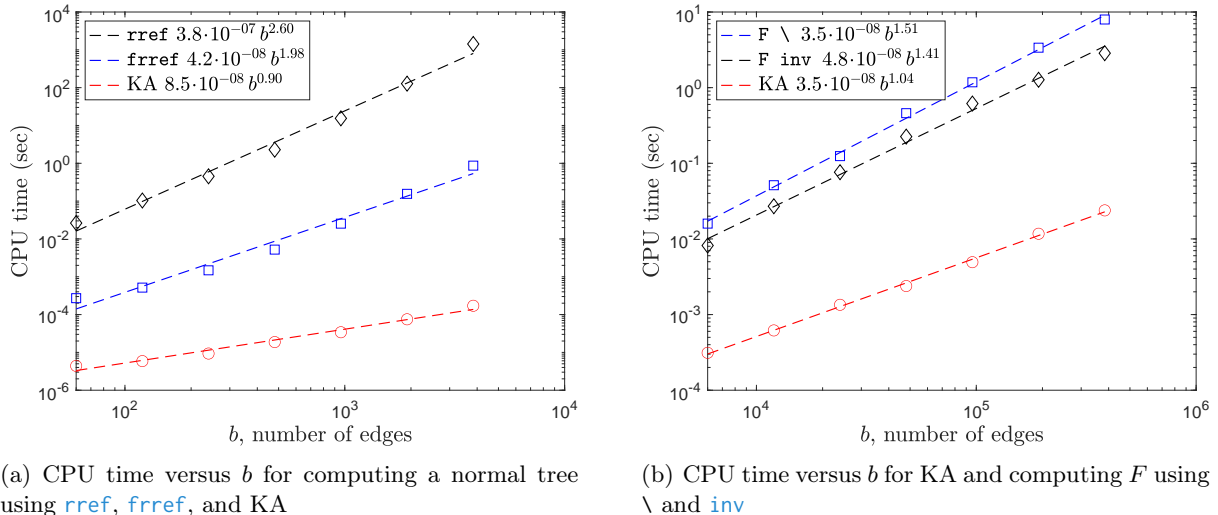 rref 3.8·10^-07 b^2.60
frref 4.2·10^-08 b^1.98
KA 8.5·10^-08 b^0.90
10^4
10^2
10^0
10^-2
10^-4
10^-6
CPU time (sec)
10^2 10^3 10^4
b, number of edges
(a) CPU time versus b for computing a normal tree
using rref, frref, and KA
F \ 3.5·10^-08 b^1.51
F inv 4.8·10^-08 b^1.41
KA 3.5·10^-08 b^1.04
10^1
10^0
10^-1
10^-2
10^-3
10^-4
CPU time (sec)
10^4 10^5 10^6
b, number of edges
(b) CPU time versus b for KA and computing F using
\ and inv